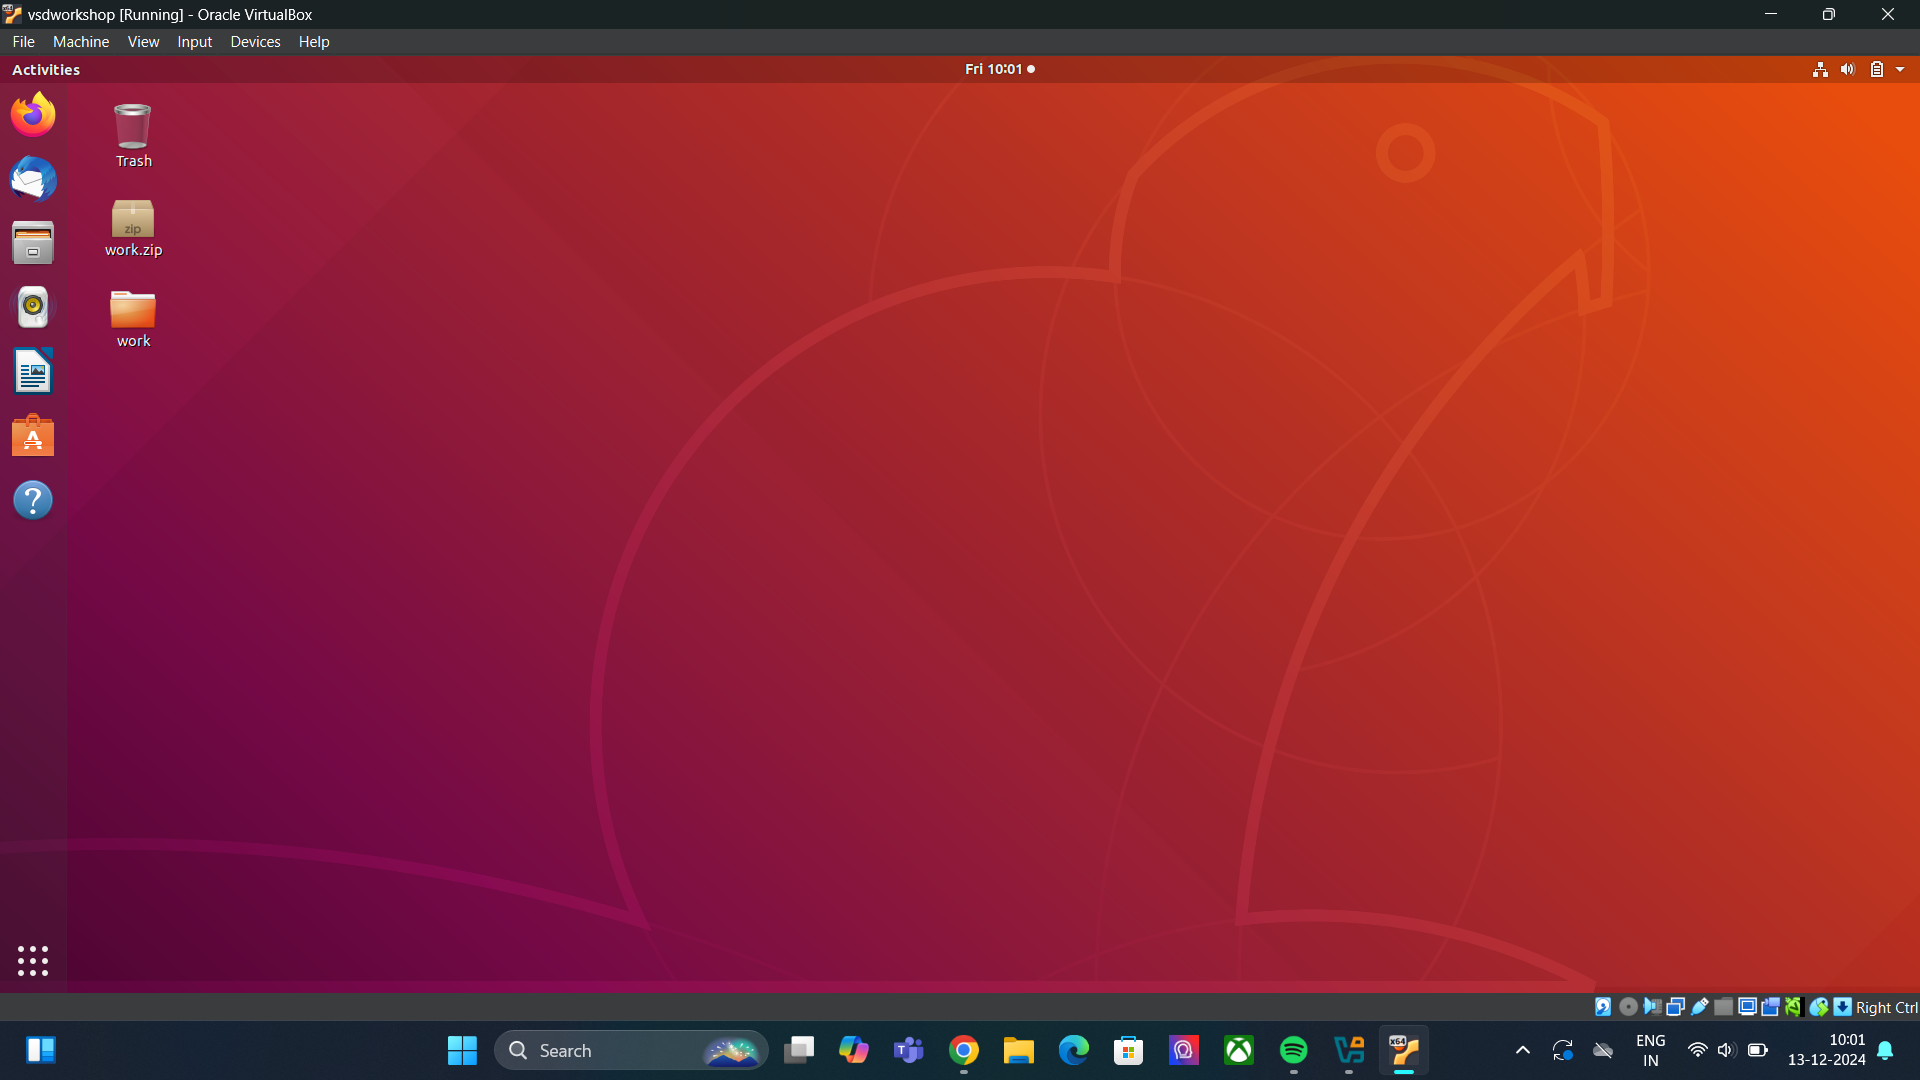 vsdworkshop [Running] - Oracle VirtualBox
File Machine View Input Devices Help
Activities
Fri 10:01
Trash
zip
work.zip
work
Right Ctrl
Search
x64
ENG
IN
10:01
13-12-2024